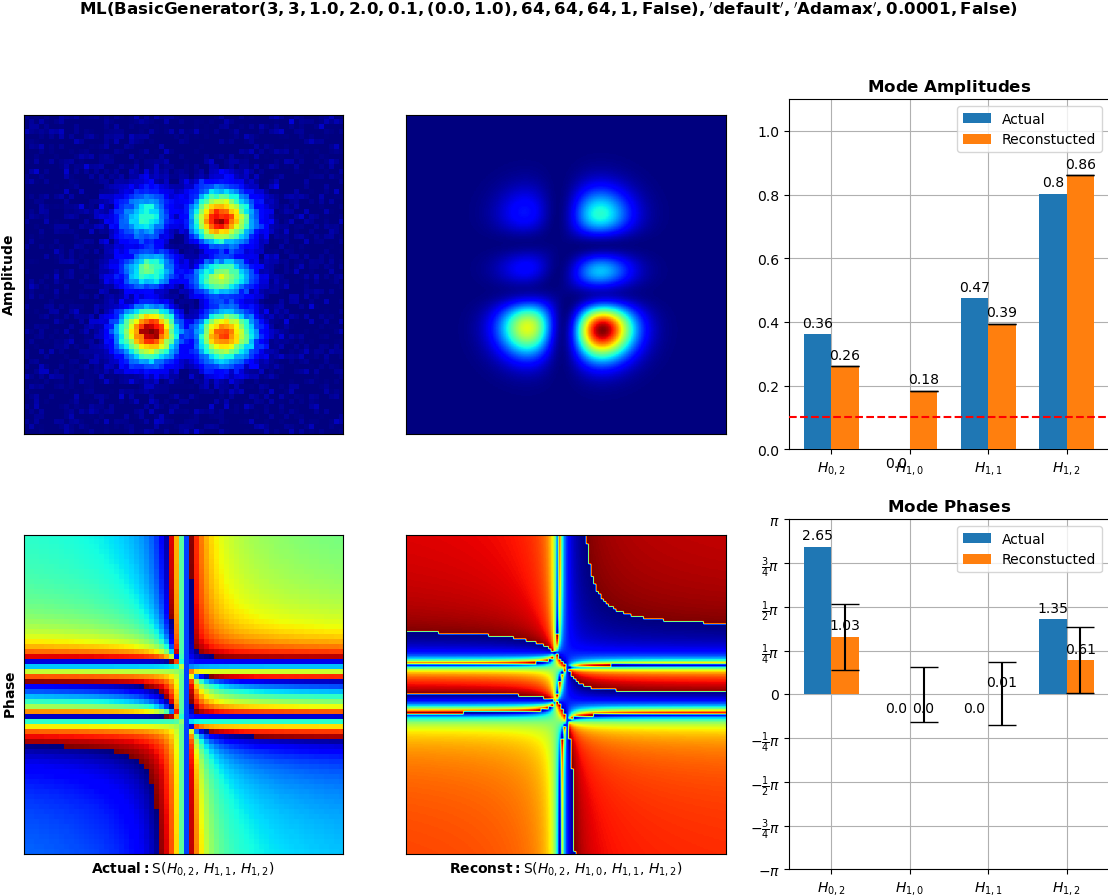 ML(BasicGenerator(3, 3, 1.0, 2.0, 0.1, (0.0, 1.0), 64, 64, 64, 1, False), ′default′, ′Adamax′, 0.0001, False)
Mode Amplitudes
Amplitude
Actual
Reconstucted
1.0
0.8
0.6
0.4
0.2
0.0
0.36
0.26
0.0
0.18
0.47
0.39
0.8
0.86
H0,2
H1,0
H1,1
H1,2
Mode Phases
Phase
Actual
Reconstucted
π
3/4π
1/2π
1/4π
0
−1/4π
−1/2π
−3/4π
−π
2.65
1.03
0.0
0.0
0.0
0.01
1.35
0.61
H0,2
H1,0
H1,1
H1,2
Actual: S(H0,2, H1,1, H1,2)
Reconst: S(H0,2, H1,0, H1,1, H1,2)